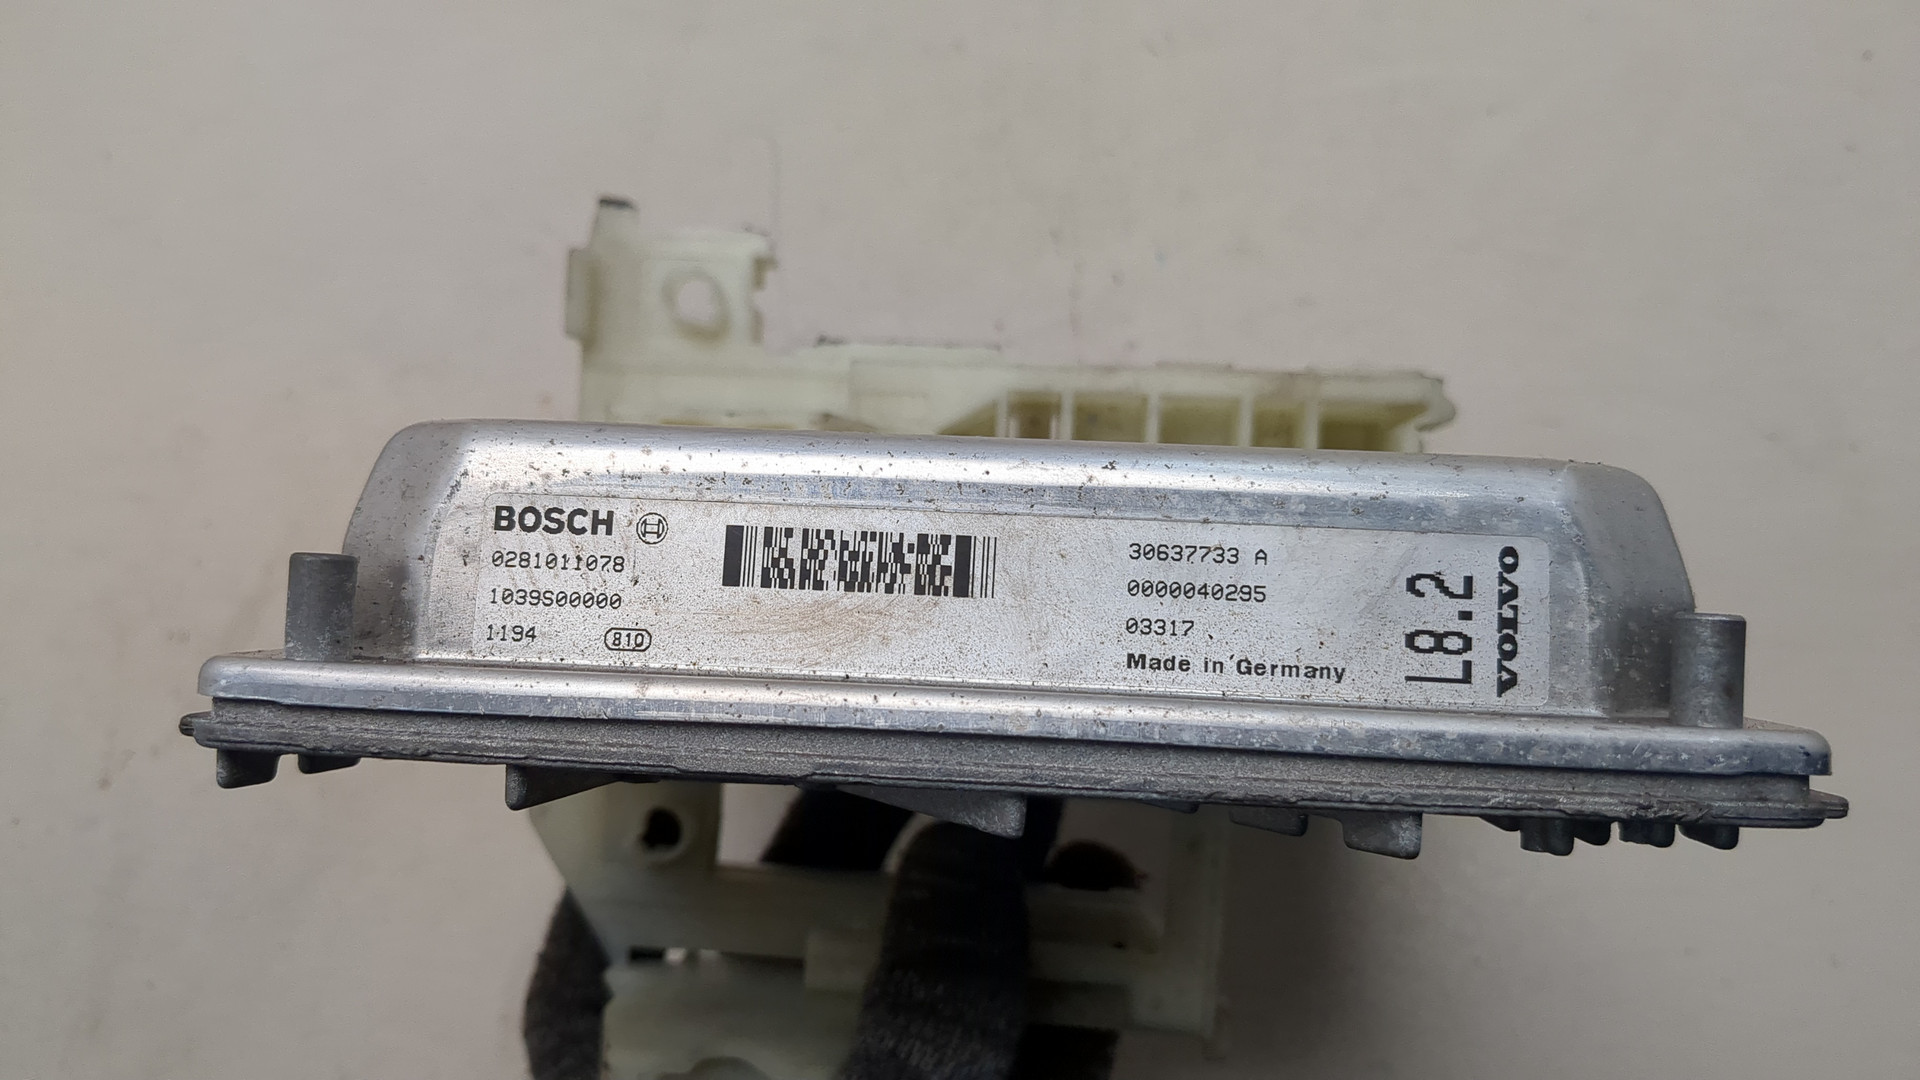 BOSCH
0281011078
1039S00000
1194 810
30637733 A
0000040295
03317
Made in Germany
L8.2
VOLVO